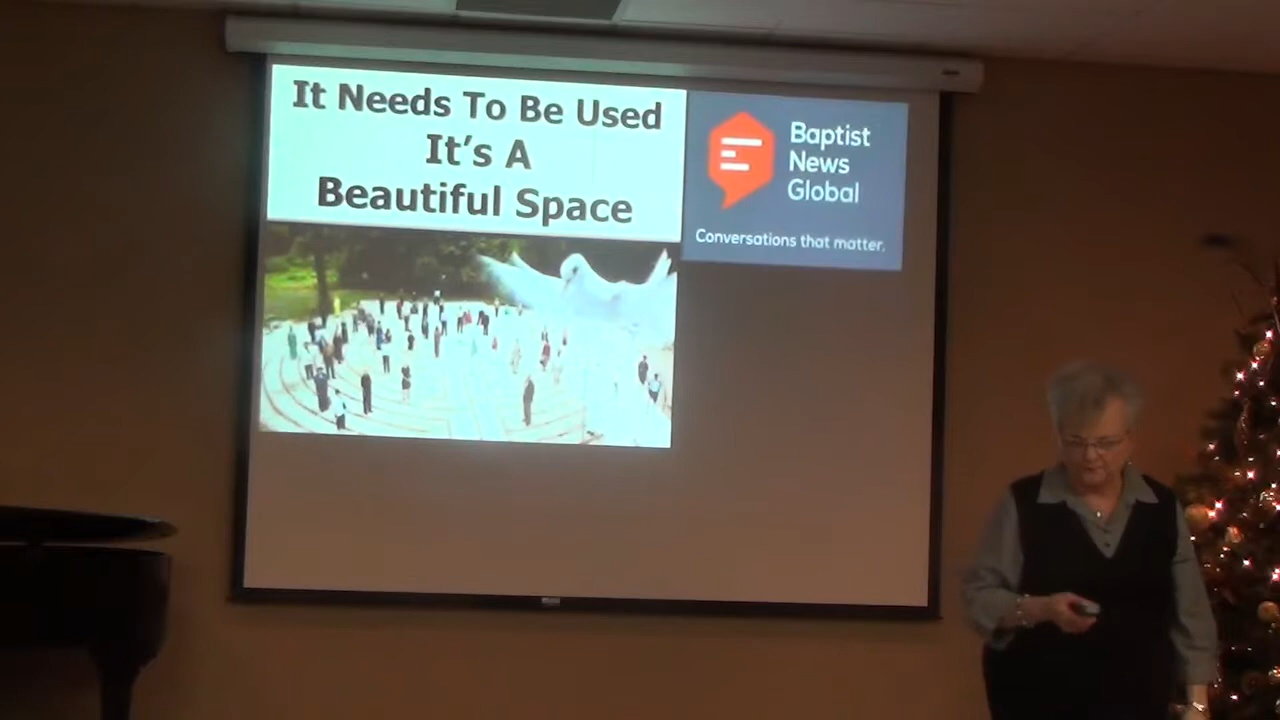 It Needs To Be Used
It's A
Beautiful Space
Baptist
News
Global
Conversations that matter.